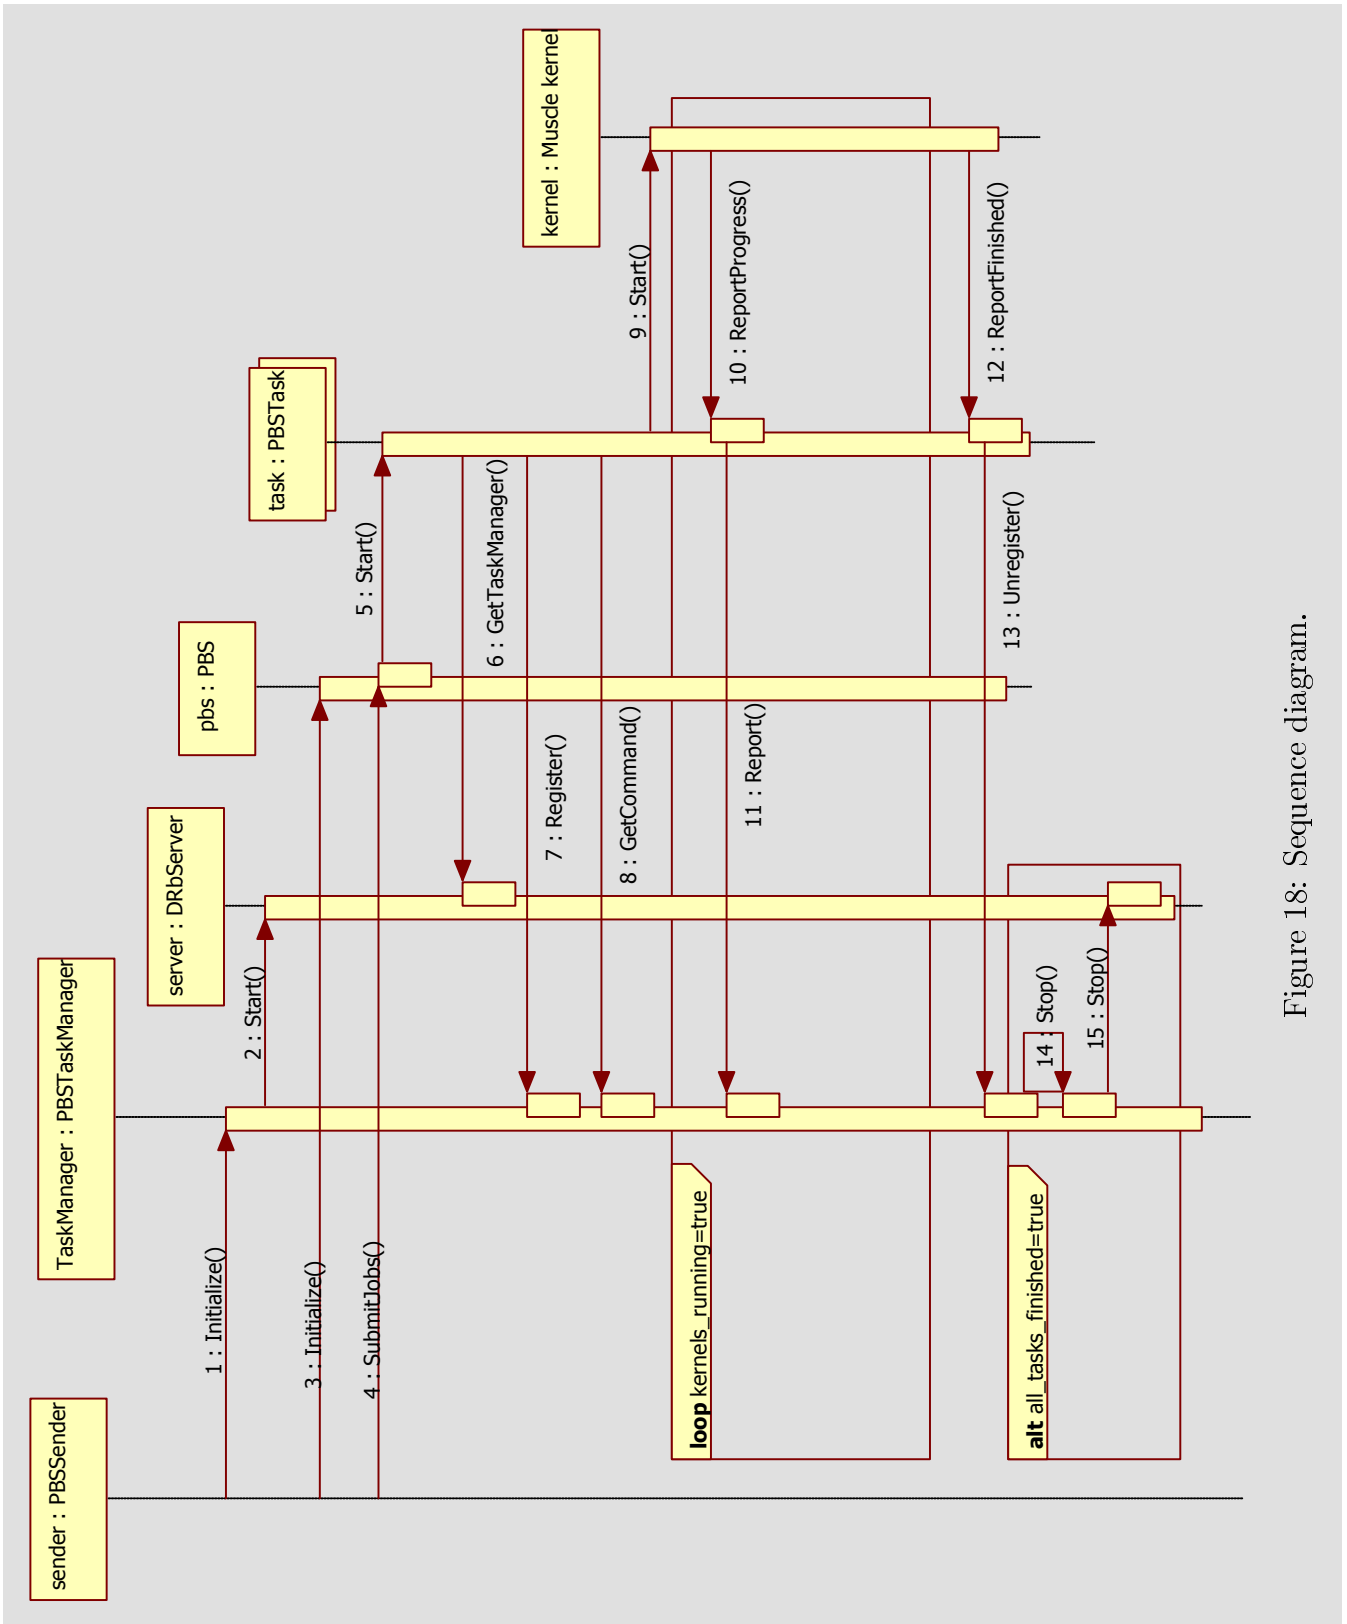 sender : PBSSender
TaskManager : PBSTaskManager
server : DRbServer
pbs : PBS
task : PBSTask
kernel : Muscle kernel
1 : Initialize()
2 : Start()
3 : Initialize()
4 : SubmitJobs()
5 : Start()
6 : GetTaskManager()
7 : Register()
8 : GetCommand()
9 : Start()
loop kernels_running=true
10 : ReportProgress()
11 : Report()
12 : ReportFinished()
13 : Unregister()
alt all_tasks_finished=true
14 : Stop()
15 : Stop()
Figure 18: Sequence diagram.